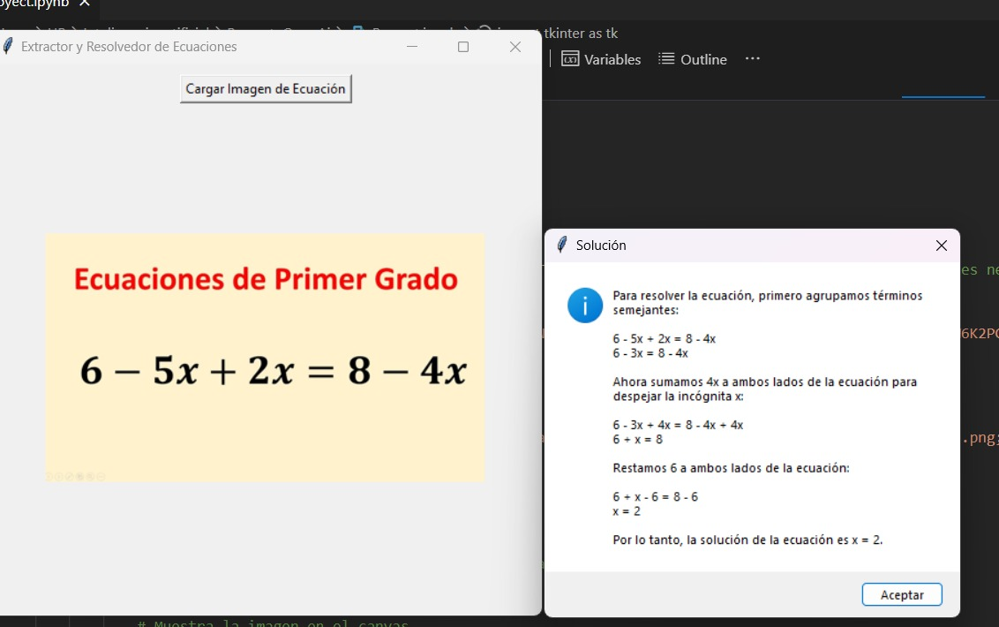 oyect.ipynb
tkinter as tk
Extractor y Resolvedor de Ecuaciones
Variables
Outline
Cargar Imagen de Ecuación
Ecuaciones de Primer Grado
6 − 5x + 2x = 8 − 4x
Solución
Para resolver la ecuación, primero agrupamos términos
semejantes:
6 - 5x + 2x = 8 - 4x
6 - 3x = 8 - 4x
Ahora sumamos 4x a ambos lados de la ecuación para
despejar la incógnita x:
6 - 3x + 4x = 8 - 4x + 4x
6 + x = 8
Restamos 6 a ambos lados de la ecuación:
6 + x - 6 = 8 - 6
x = 2
Por lo tanto, la solución de la ecuación es x = 2.
Aceptar
es ne
6K2P
.png;
# Muestra la imagen en el canvas